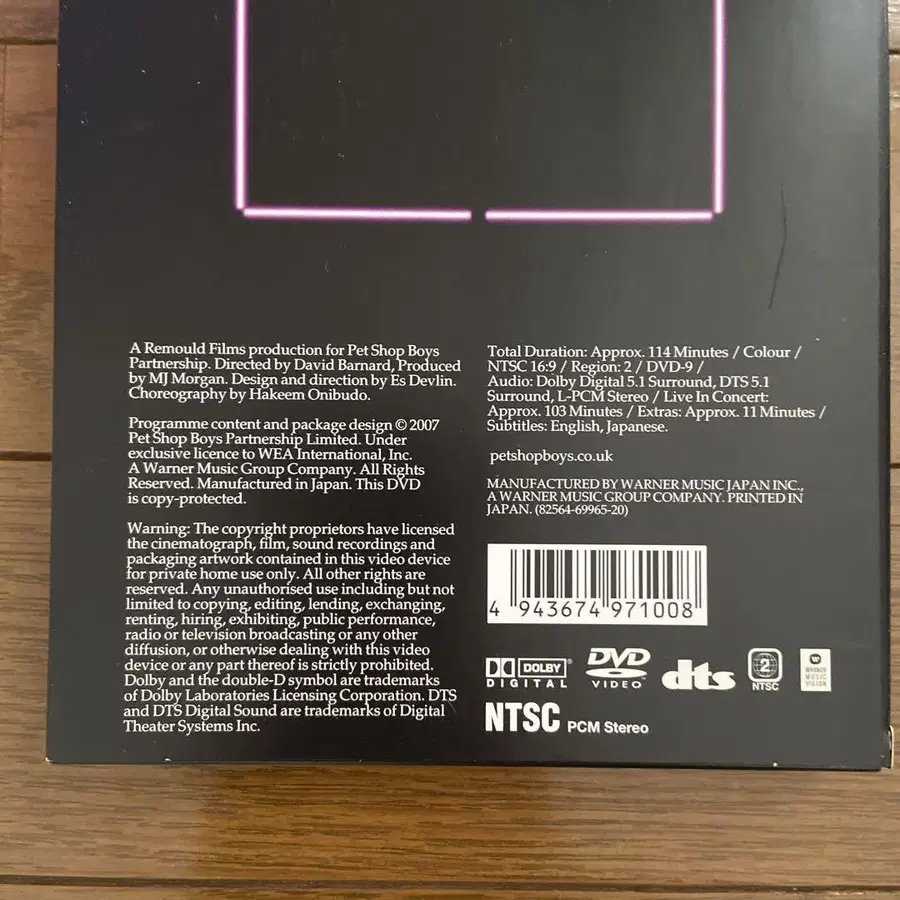 A Remould Films production for Pet Shop Boys
Partnership. Directed by David Barnard, Produced
by MJ Morgan. Design and direction by Es Devlin.
Choreography by Hakeem Onibudo.
Programme content and package design © 2007
Pet Shop Boys Partnership Limited. Under
exclusive licence to WEA International, Inc.
A Warner Music Group Company. All Rights
Reserved. Manufactured in Japan. This DVD
is copy-protected.
Warning: The copyright proprietors have licensed
the cinematograph, film, sound recordings and
packaging artwork contained in this video device
for private home use only. All other rights are
reserved. Any unauthorised use including but not
limited to copying, editing, lending, exchanging,
renting, hiring, exhibiting, public performance,
radio or television broadcasting or any other
diffusion, or otherwise dealing with this video
device or any part thereof is strictly prohibited.
Dolby and the double-D symbol are trademarks
of Dolby Laboratories Licensing Corporation. DTS
and DTS Digital Sound are trademarks of Digital
Theater Systems Inc.
Total Duration: Approx. 114 Minutes / Colour /
NTSC 16:9 / Region: 2 / DVD-9 /
Audio: Dolby Digital 5.1 Surround, DTS 5.1
Surround, L-PCM Stereo / Live In Concert:
Approx. 103 Minutes / Extras: Approx. 11 Minutes /
Subtitles: English, Japanese.
petshopboys.co.uk
MANUFACTURED BY WARNER MUSIC JAPAN INC.,
A WARNER MUSIC GROUP COMPANY. PRINTED IN
JAPAN. (82564-69965-20)
4 943674 971008
DOLBY
DIGITAL
DVD
VIDEO
dts
2
NTSC
WARNER
MUSIC
VISION
NTSC PCM Stereo